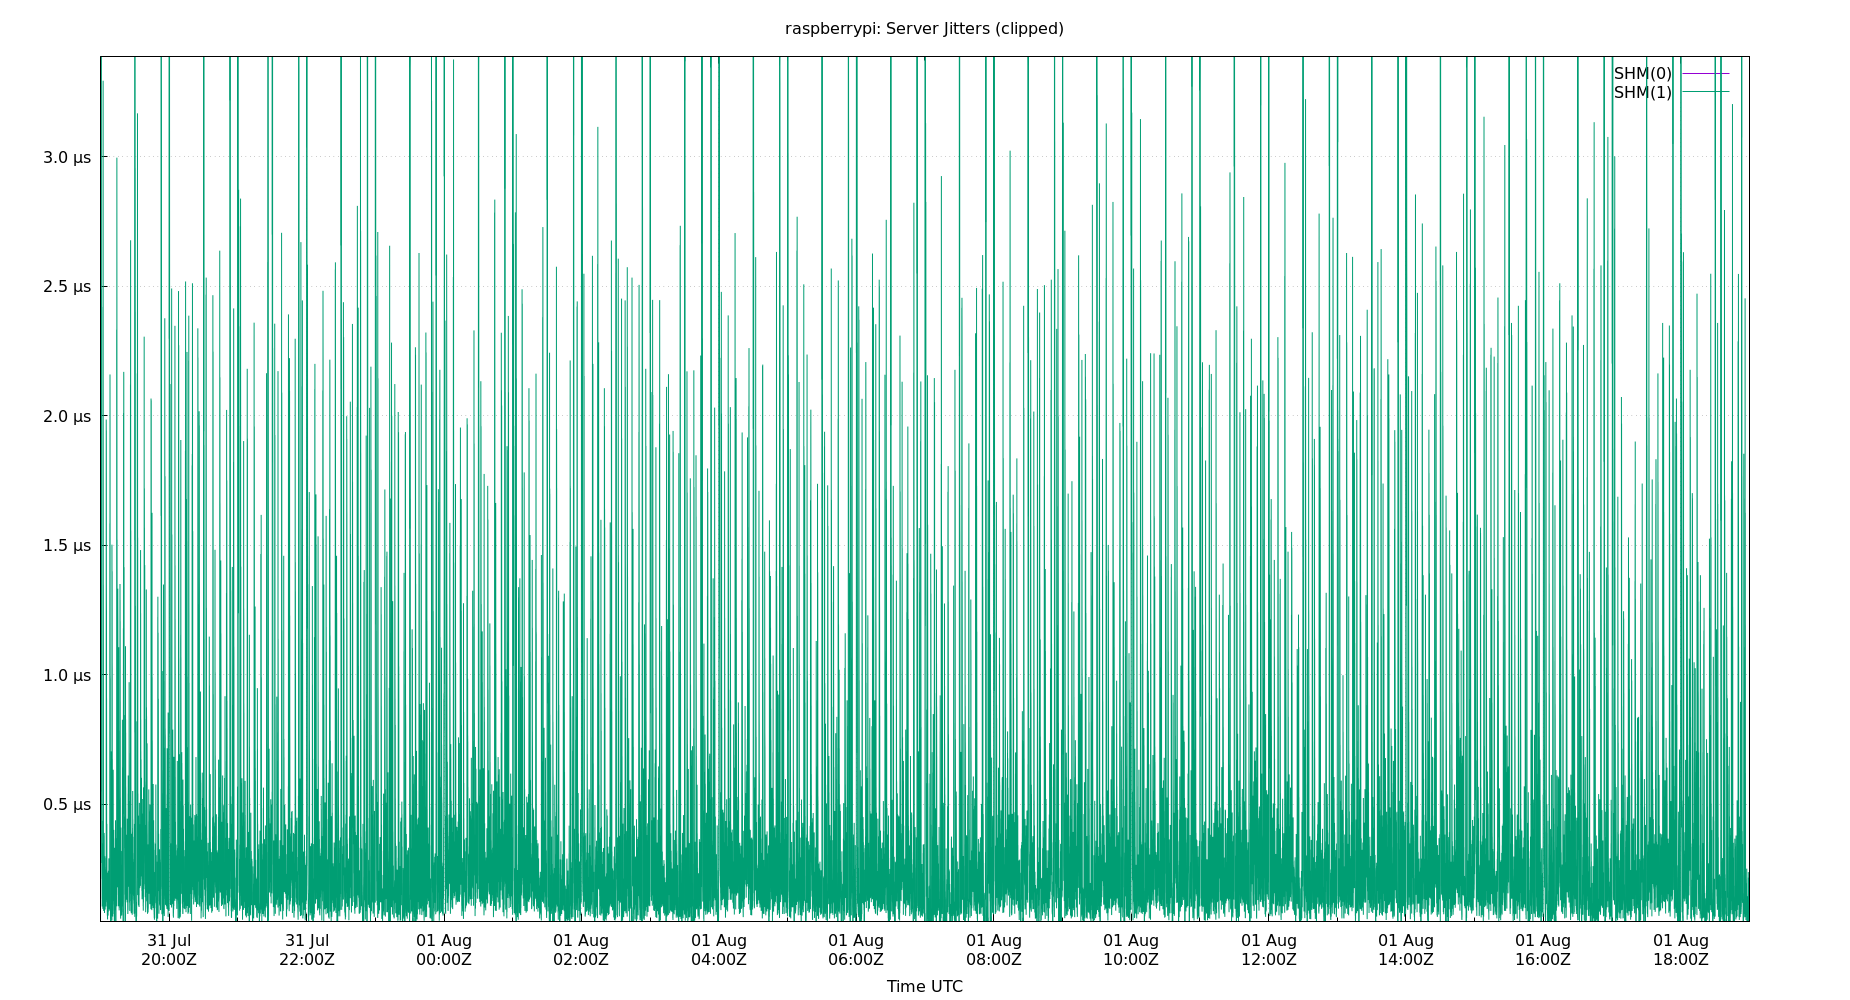 raspberrypi: Server Jitters (clipped)
SHM(0)
SHM(1)
3.0 µs
2.5 µs
2.0 µs
1.5 µs
1.0 µs
0.5 µs
31 Jul 31 Jul 01 Aug 01 Aug 01 Aug 01 Aug 01 Aug 01 Aug 01 Aug 01 Aug 01 Aug 01 Aug
20:00Z 22:00Z 00:00Z 02:00Z 04:00Z 06:00Z 08:00Z 10:00Z 12:00Z 14:00Z 16:00Z 18:00Z
Time UTC